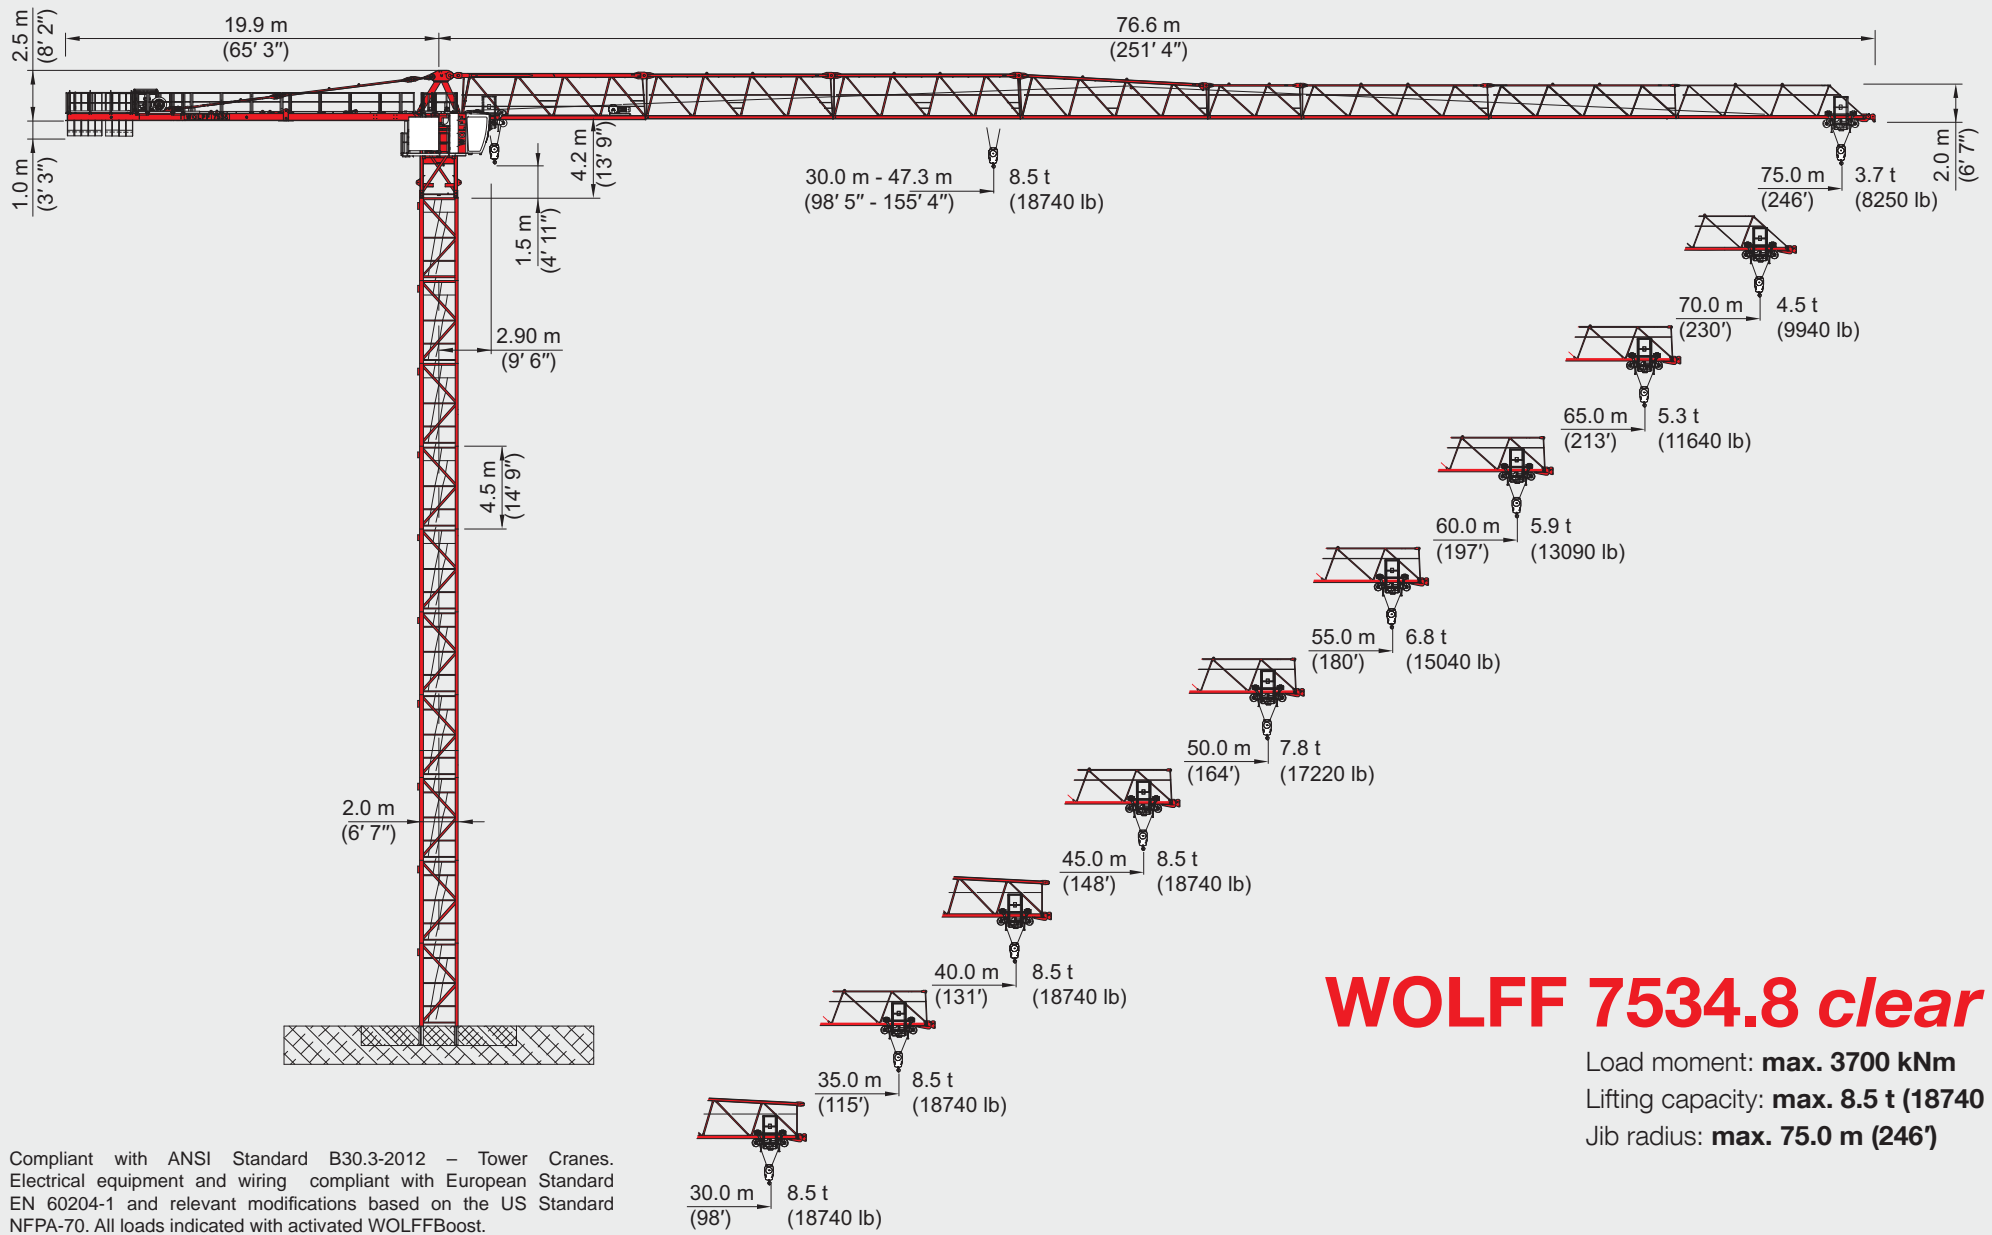 19.9 m
(65′ 3″)
76.6 m
(251′ 4″)
2.5 m
(8′ 2″)
1.0 m
(3′ 3″)
4.2 m
(13′ 9″)
1.5 m
(4′ 11″)
30.0 m - 47.3 m
(98′ 5″ - 155′ 4″)
8.5 t
(18740 lb)
75.0 m
(246′)
3.7 t
(8250 lb)
2.0 m
(6′ 7″)
70.0 m
(230′)
4.5 t
(9940 lb)
2.90 m
(9′ 6″)
65.0 m
(213′)
5.3 t
(11640 lb)
4.5 m
(14′ 9″)
60.0 m
(197′)
5.9 t
(13090 lb)
55.0 m
(180′)
6.8 t
(15040 lb)
50.0 m
(164′)
7.8 t
(17220 lb)
2.0 m
(6′ 7″)
45.0 m
(148′)
8.5 t
(18740 lb)
40.0 m
(131′)
8.5 t
(18740 lb)
35.0 m
(115′)
8.5 t
(18740 lb)
30.0 m
(98′)
8.5 t
(18740 lb)
WOLFF 7534.8 clear
Load moment: max. 3700 kNm
Lifting capacity: max. 8.5 t (18740
Jib radius: max. 75.0 m (246′)
Compliant with ANSI Standard B30.3-2012 – Tower Cranes.
Electrical equipment and wiring compliant with European Standard
EN 60204-1 and relevant modifications based on the US Standard
NFPA-70. All loads indicated with activated WOLFFBoost.